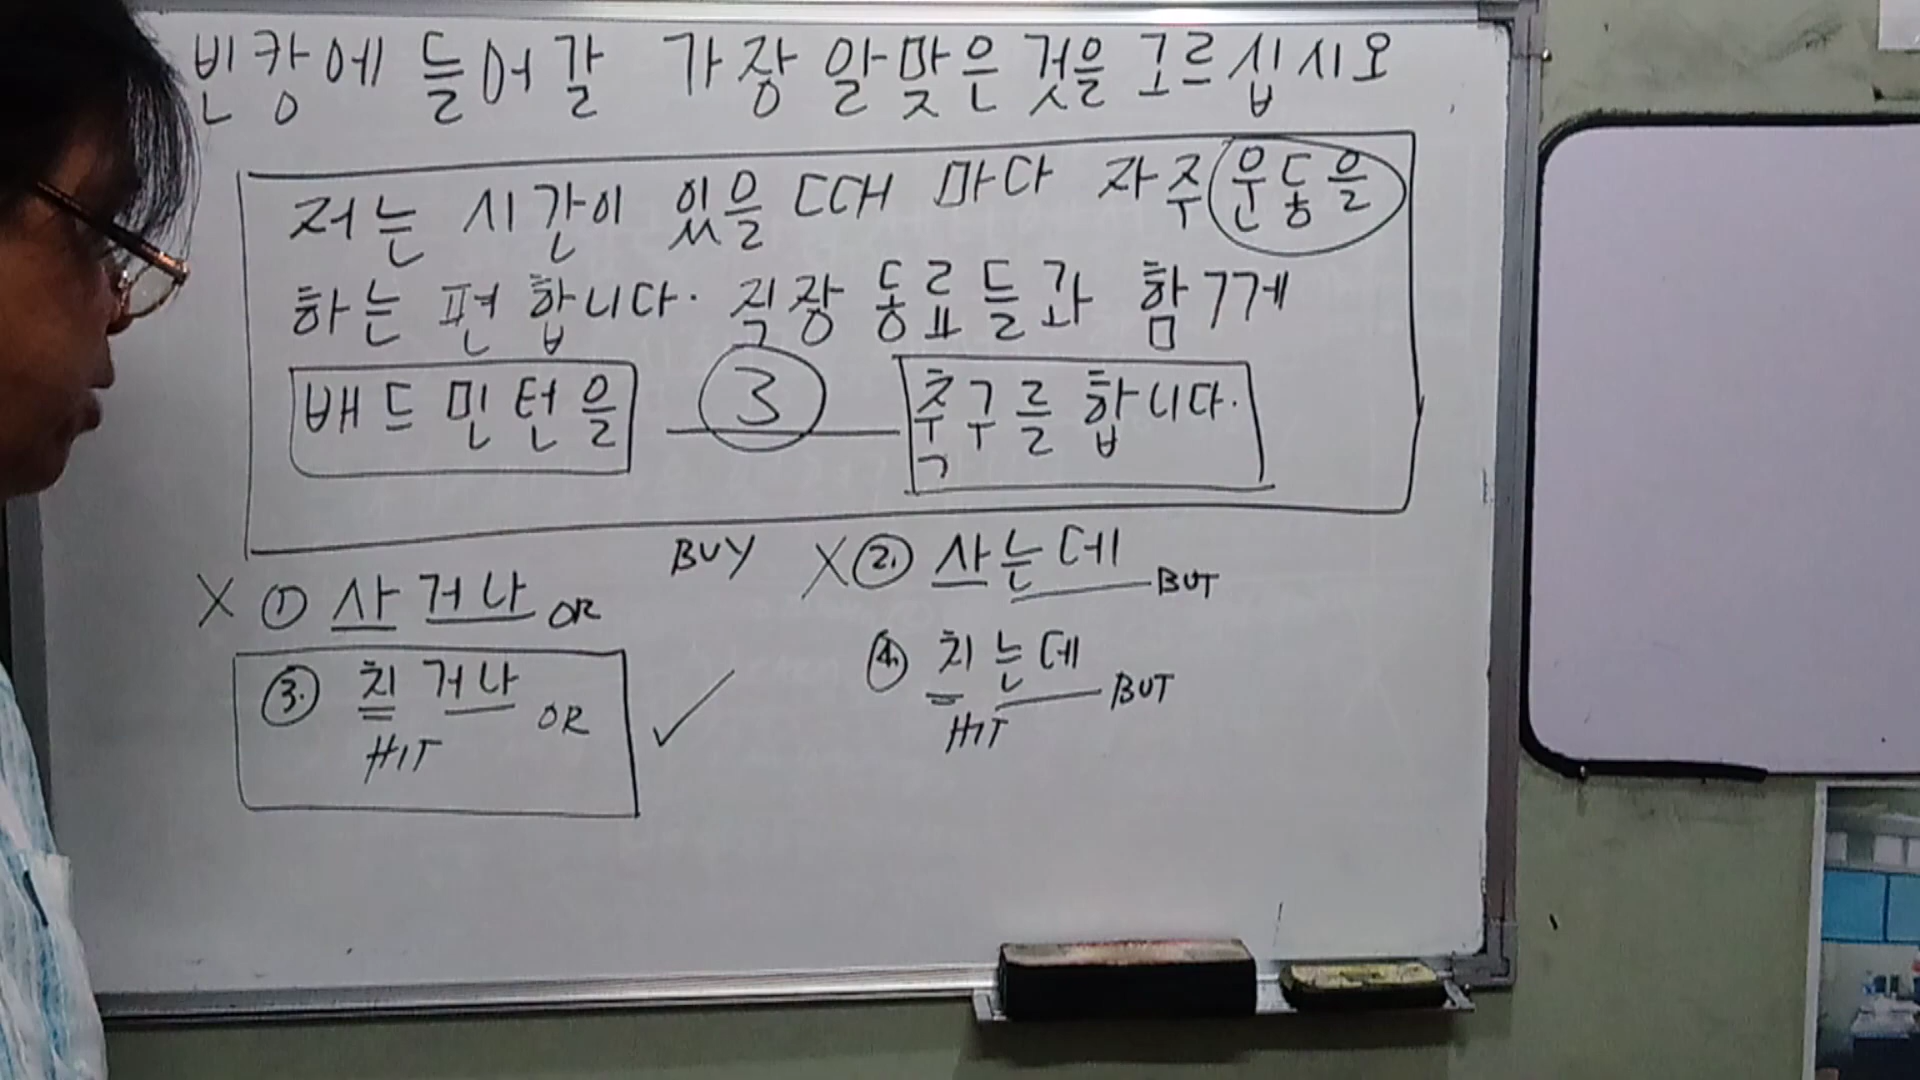 빈캉에 들어갈 가장 알맞은 것을 고르십시오
저는 시간이 있을 때 마다 자주 운동을
하는 편 합니다. 직장 동료들과 함게
배드민턴을 3 축구를 합니다.
BUY
X ① 사거나 OR X ②. 사는데 BUT
③. 치거나 OR ④. 치는데 BUT
HIT HIT